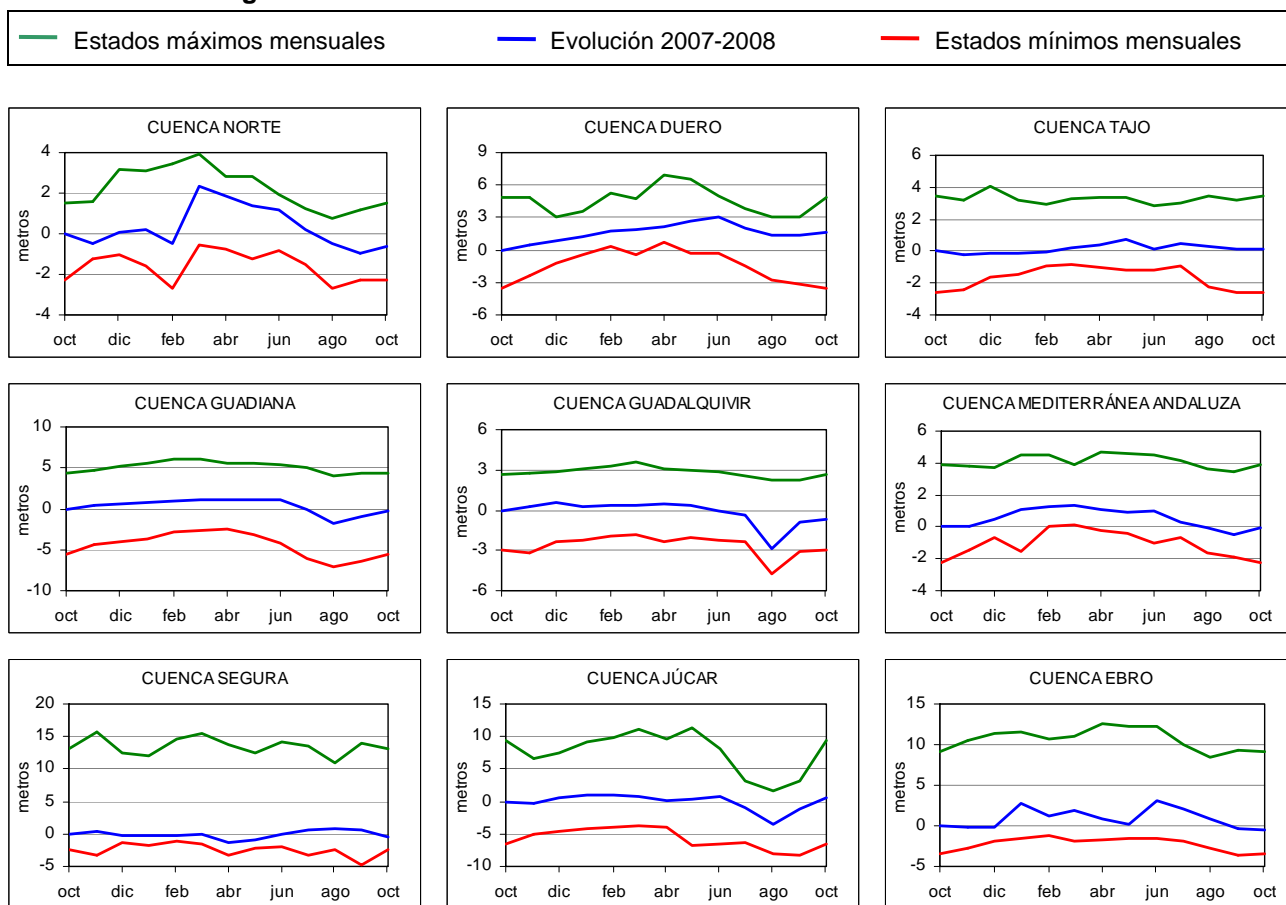 Estados máximos mensuales Evolución 2007-2008 Estados mínimos mensuales
CUENCA NORTE
metros
4
2
0
-2
-4
oct dic feb abr jun ago oct
CUENCA DUERO
metros
9
6
3
0
-3
-6
oct dic feb abr jun ago oct
CUENCA TAJO
metros
6
4
2
0
-2
-4
oct dic feb abr jun ago oct
CUENCA GUADIANA
metros
10
5
0
-5
-10
oct dic feb abr jun ago oct
CUENCA GUADALQUIVIR
metros
6
3
0
-3
-6
oct dic feb abr jun ago oct
CUENCA MEDITERRÁNEA ANDALUZA
metros
6
4
2
0
-2
-4
oct dic feb abr jun ago oct
CUENCA SEGURA
metros
20
15
10
5
0
-5
oct dic feb abr jun ago oct
CUENCA JÚCAR
metros
15
10
5
0
-5
-10
oct dic feb abr jun ago oct
CUENCA EBRO
metros
15
10
5
0
-5
oct dic feb abr jun ago oct